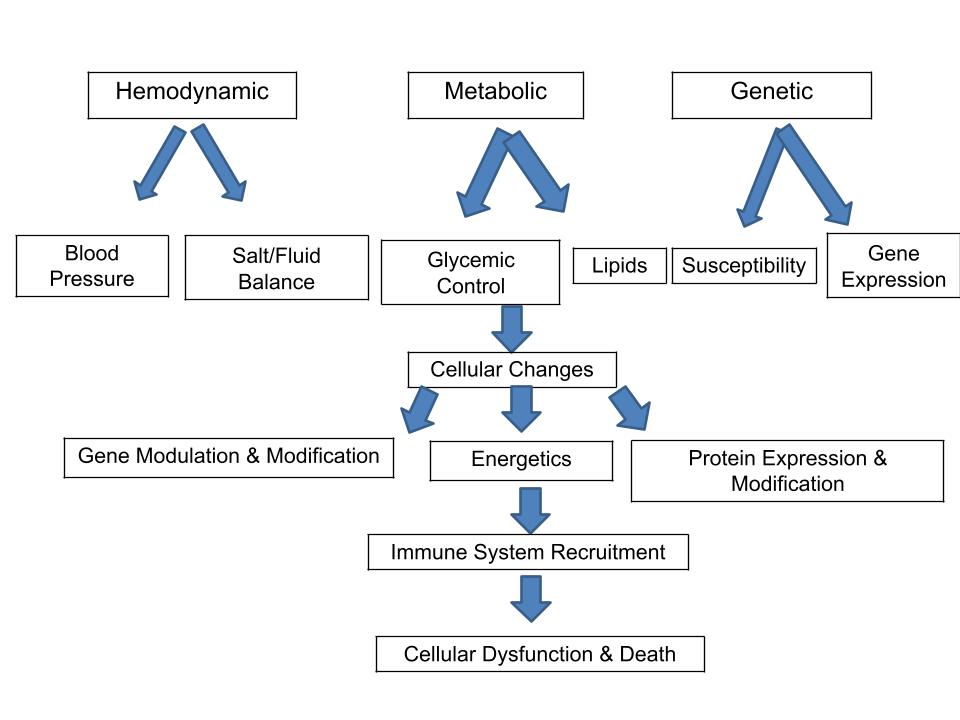 Hemodynamic
Metabolic
Genetic
Blood
Pressure
Salt/Fluid
Balance
Glycemic
Control
Lipids
Susceptibility
Gene
Expression
Cellular Changes
Gene Modulation & Modification
Energetics
Protein Expression &
Modification
Immune System Recruitment
Cellular Dysfunction & Death